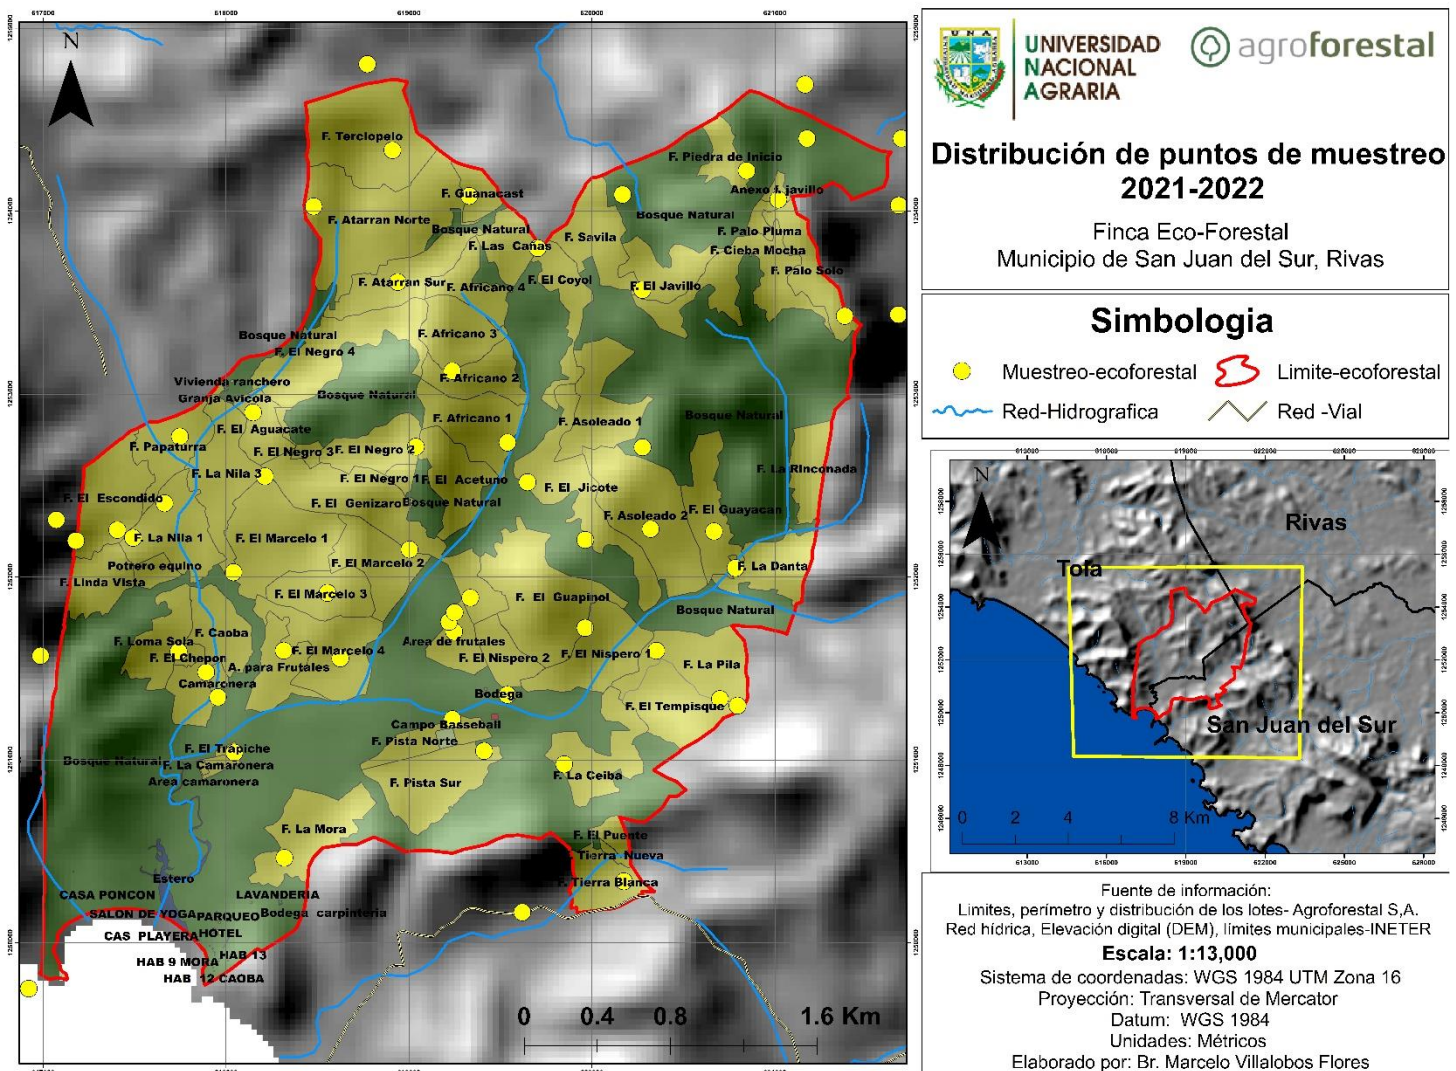 617000
618000
619000
620000
621000
N
F. Terciopelo
F. Guanacast
F. Atarran Norte
Bosque Natural
F. Las Cañas
F. Savila
F. Piedra de Inicio
Bosque Natural
F. Palo Pluma
F. Cieba Mocha
F. Palo Solo
F. Atarran Sur
F. Africano 4
F. El Coyol
F. El Javillo
Bosque Natural
F. El Negro 4
F. Africano 3
Vivienda ranchero
Granja Avicola
Bosque Natural
F. Africano 2
F. El Aguacate
F. Africano 1
F. Asoleado 1
Bosque Natural
F. Papaturra
F. El Negro 3
F. El Negro 2
F. La Nila 3
F. El Negro 1
F. El Acetuno
F. El Jicote
F. La RInconada
F. El Escondido
F. El Genizaro
Bosque Natural
F. Asoleado 2
F. El Guayacan
F. La Nila 1
F. El Marcelo 1
Potrero equino
F. El Marcelo 2
F. La Danta
F. Linda Vista
F. El Marcelo 3
F. El Guapinol
Bosque Natural
F. Loma Sola
F. Caoba
Area de frutales
F. El Chepon
A. para Frutales
F. El Marcelo 4
F. El Nispero 2
F. El Nispero 1
F. La Pila
Camaronera
Bodega
F. El Tempisque
Campo Basseball
F. El Trapiche
F. Pista Norte
Bosque Natural
F. La Camaronera
Area camaronera
F. Pista Sur
F. La Ceiba
F. La Mora
F. El Puente
Tierra Nueva
F. Tierra Blanca
Estero
CASA PONCON
LAVANDERIA
SALON DE YOGA
PARQUEO
Bodega carpinteria
CAS PLAYERA
HOTEL
HAB 9 MORA
HAB 13
HAB 12 CAOBA
0 0.4 0.8 1.6 Km
UNIVERSIDAD
NACIONAL
AGRARIA
agroforestal
Distribución de puntos de muestreo
2021-2022
Finca Eco-Forestal
Municipio de San Juan del Sur, Rivas
Simbologia
Muestreo-ecoforestal
Limite-ecoforestal
Red-Hidrografica
Red -Vial
N
Rivas
Tofa
San Juan del Sur
0 2 4 8 Km
Fuente de información:
Limites, perímetro y distribución de los lotes- Agroforestal S,A.
Red hídrica, Elevación digital (DEM), límites municipales-INETER
Escala: 1:13,000
Sistema de coordenadas: WGS 1984 UTM Zona 16
Proyección: Transversal de Mercator
Datum: WGS 1984
Unidades: Métricos
Elaborado por: Br. Marcelo Villalobos Flores